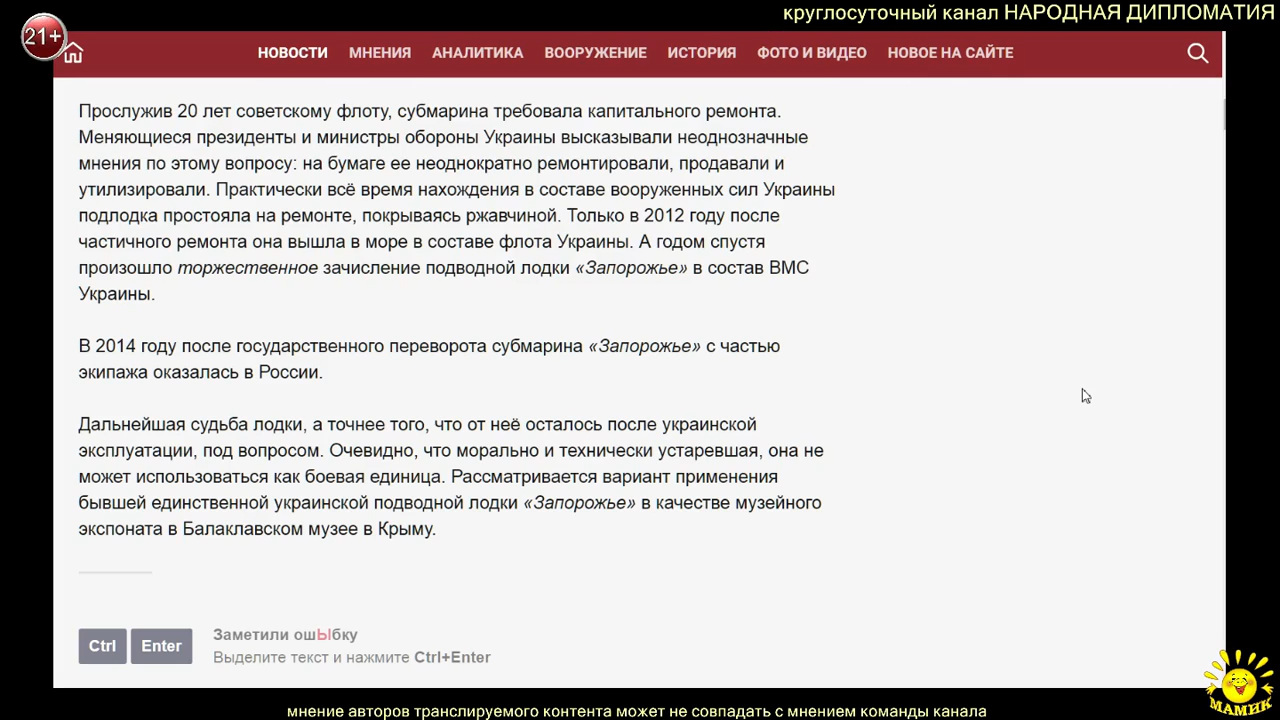 круглосуточный канал НАРОДНАЯ ДИПЛОМАТИЯ
21+
НОВОСТИ МНЕНИЯ АНАЛИТИКА ВООРУЖЕНИЕ ИСТОРИЯ ФОТО И ВИДЕО НОВОЕ НА САЙТЕ
Прослужив 20 лет советскому флоту, субмарина требовала капитального ремонта.
Меняющиеся президенты и министры обороны Украины высказывали неоднозначные
мнения по этому вопросу: на бумаге ее неоднократно ремонтировали, продавали и
утилизировали. Практически всё время нахождения в составе вооруженных сил Украины
подлодка простояла на ремонте, покрываясь ржавчиной. Только в 2012 году после
частичного ремонта она вышла в море в составе флота Украины. А годом спустя
произошло торжественное зачисление подводной лодки «Запорожье» в состав ВМС
Украины.
В 2014 году после государственного переворота субмарина «Запорожье» с частью
экипажа оказалась в России.
Дальнейшая судьба лодки, а точнее того, что от неё осталось после украинской
эксплуатации, под вопросом. Очевидно, что морально и технически устаревшая, она не
может использоваться как боевая единица. Рассматривается вариант применения
бывшей единственной украинской подводной лодки «Запорожье» в качестве музейного
экспоната в Балаклавском музее в Крыму.
Ctrl Enter
Заметили ошЫбку
Выделите текст и нажмите Ctrl+Enter
МАМИК
мнение авторов транслируемого контента может не совпадать с мнением команды канала